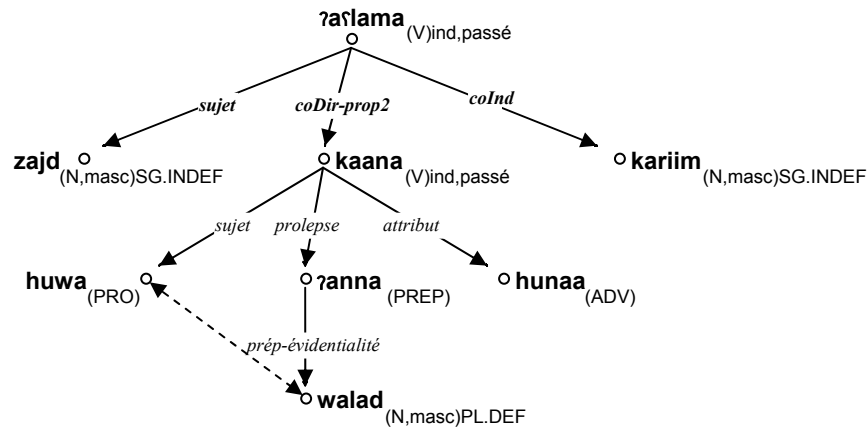 ʔaʕlama (V)ind,passé
sujet coDir-prop2 coInd
zajd (N,masc)SG.INDEF kaana (V)ind,passé kariim (N,masc)SG.INDEF
sujet prolepse attribut
huwa (PRO) ʔanna (PREP) hunaa (ADV)
prép-évidentialité
walad (N,masc)PL.DEF